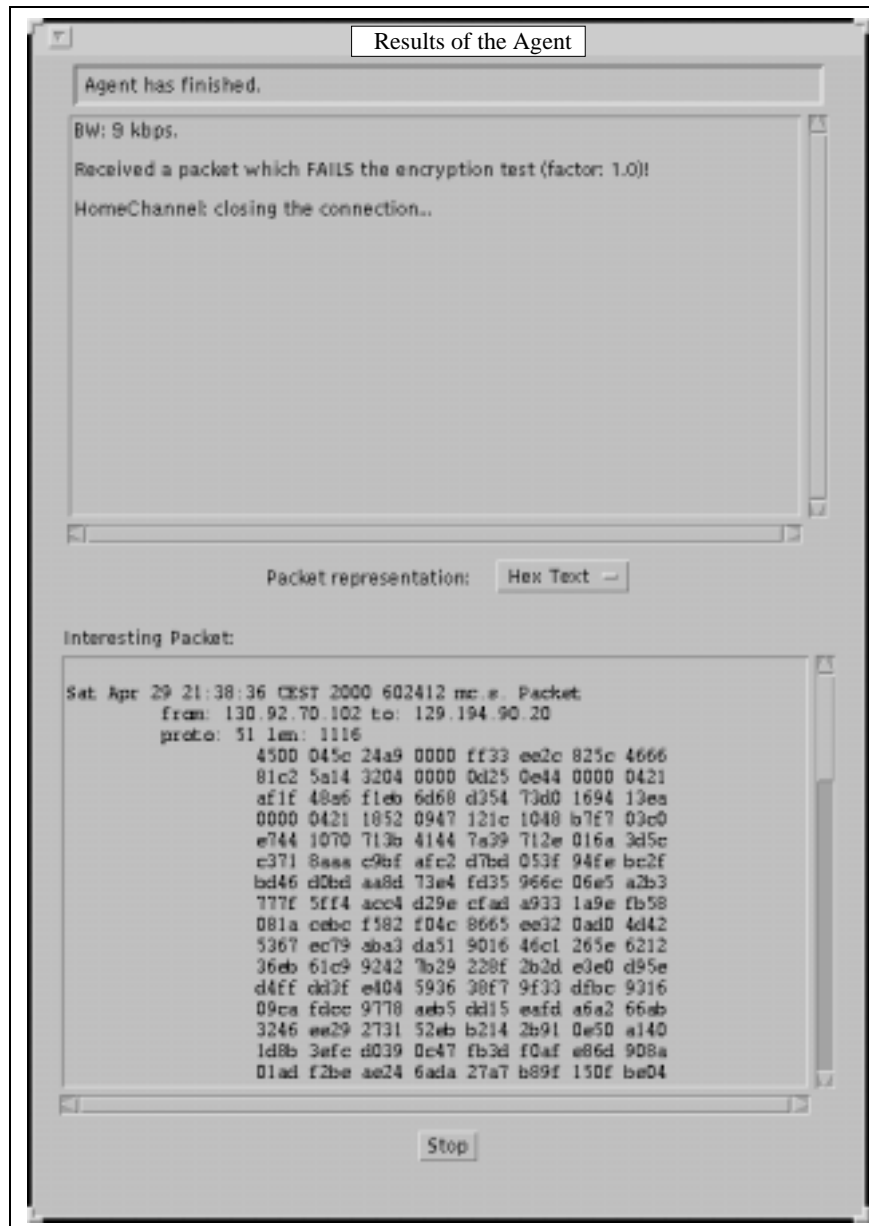 Results of the Agent
Agent has finished.
BW: 9 kbps.
Received a packet which FAILS the encryption test (factor: 1.0)!
HomeChannel: closing the connection...
Packet representation: Hex Text
Interesting Packet:
Sat Apr 29 21:38:36 CEST 2000 602412 mc.s. Packet
from: 130.92.70.102 to: 129.194.90.20
proto: 51 len: 1116
4500 045c 24a9 0000 ff33 ee2c 825c 4666
81c2 5a14 3204 0000 0d25 0e44 0000 0421
af1f 48a6 f1eb 6d68 d354 73d0 1694 13ea
0000 0421 1852 0947 121c 1048 b7f7 03c0
e744 1070 713b 4144 7a39 712e 016a 3d5c
c371 8aaa c9bf afc2 d7bd 053f 94fe bc2f
bd46 d0bd aa8d 73e4 fd35 966c 06e5 a2b3
777f 5ff4 acc4 d29e cfad a933 1a9e fb58
081a cebc f582 f04c 8665 ee32 0ad0 4d42
5367 ec79 aba3 da51 9016 46c1 265e 6212
36eb 61c9 9242 7b29 228f 2b2d e3e0 d95e
d4ff dd3f e404 5936 38f7 9f33 dfbc 9316
09ca fdcc 9778 aeb5 dd15 eafd a6a2 66ab
3246 ee29 2731 52eb b214 2b91 0e50 a140
1d8b 3efc d039 0c47 fb3d f0af e86d 908a
01ad f2be ae24 6ada 27a7 b89f 150f be04
Stop